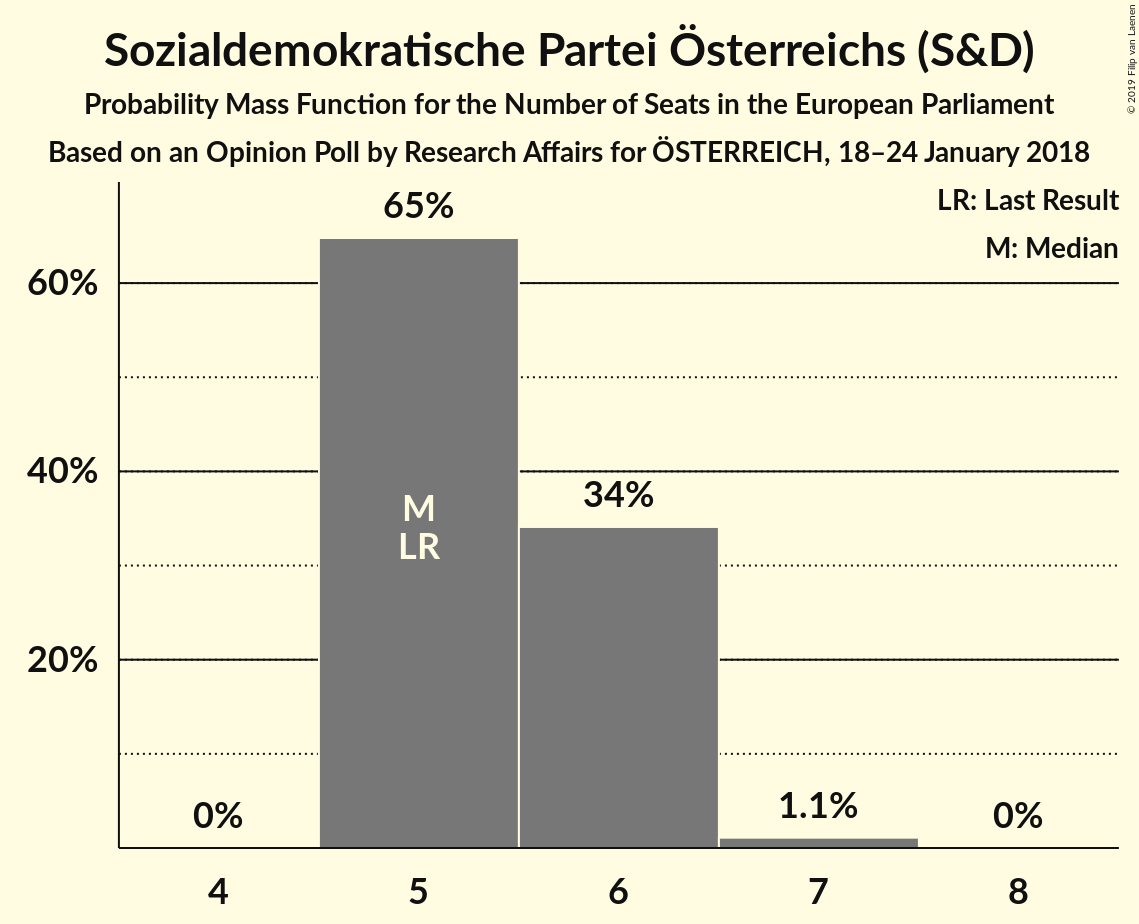 Sozialdemokratische Partei Österreichs (S&D)
Probability Mass Function for the Number of Seats in the European Parliament
Based on an Opinion Poll by Research Affairs for ÖSTERREICH, 18–24 January 2018
© 2019 Filip van Laenen
LR: Last Result
M: Median
60%
40%
20%
0%
65%
M
LR
34%
1.1%
0%
4
5
6
7
8